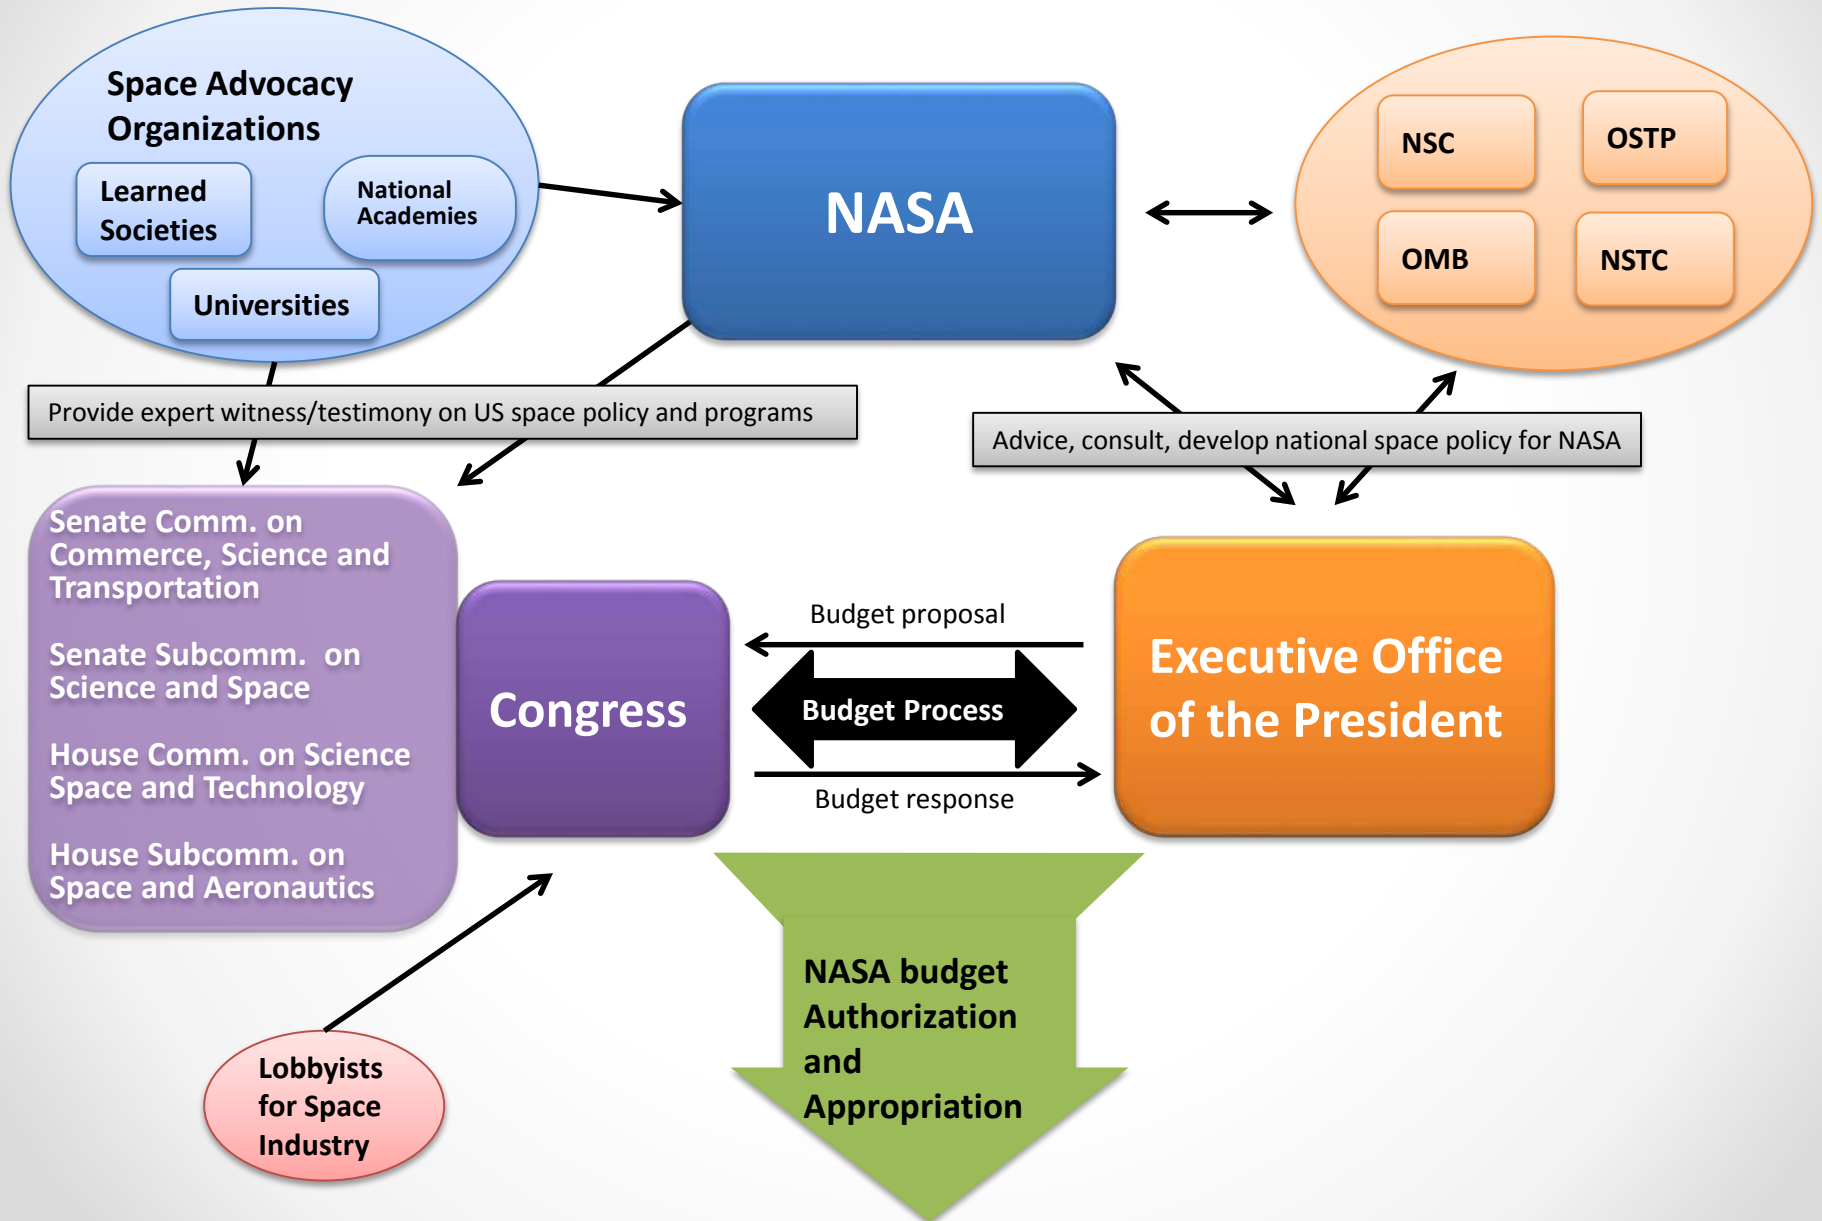 Space Advocacy
Organizations
Learned
Societies
National
Academies
Universities
NASA
NSC
OSTP
OMB
NSTC
Provide expert witness/testimony on US space policy and programs
Advice, consult, develop national space policy for NASA
Senate Comm. on
Commerce, Science and
Transportation
Senate Subcomm. on
Science and Space
House Comm. on Science
Space and Technology
House Subcomm. on
Space and Aeronautics
Congress
Budget proposal
Budget Process
Budget response
Executive Office
of the President
NASA budget
Authorization
and
Appropriation
Lobbyists
for Space
Industry